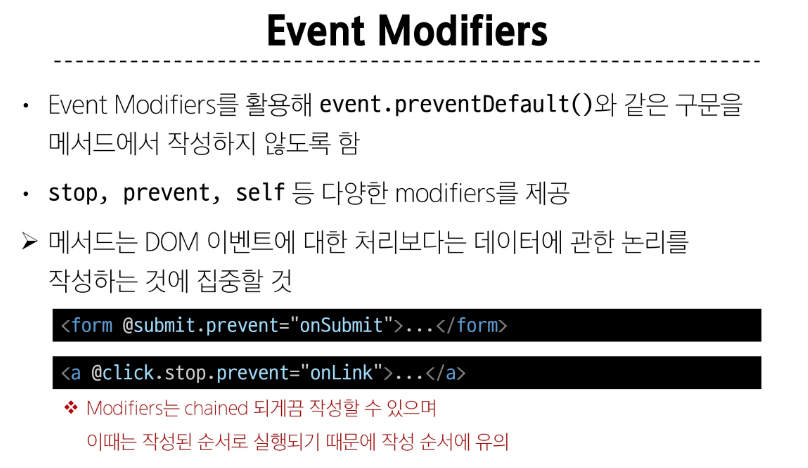 Event Modifiers
• Event Modifiers를 활용해 event.preventDefault()와 같은 구문을
메서드에서 작성하지 않도록 함
• stop, prevent, self 등 다양한 modifiers를 제공
➢ 메서드는 DOM 이벤트에 대한 처리보다는 데이터에 관한 논리를
작성하는 것에 집중할 것
<form @submit.prevent="onSubmit">...</form>
<a @click.stop.prevent="onLink">...</a>
❖ Modifiers는 chained 되게끔 작성할 수 있으며
이때는 작성된 순서로 실행되기 때문에 작성 순서에 유의